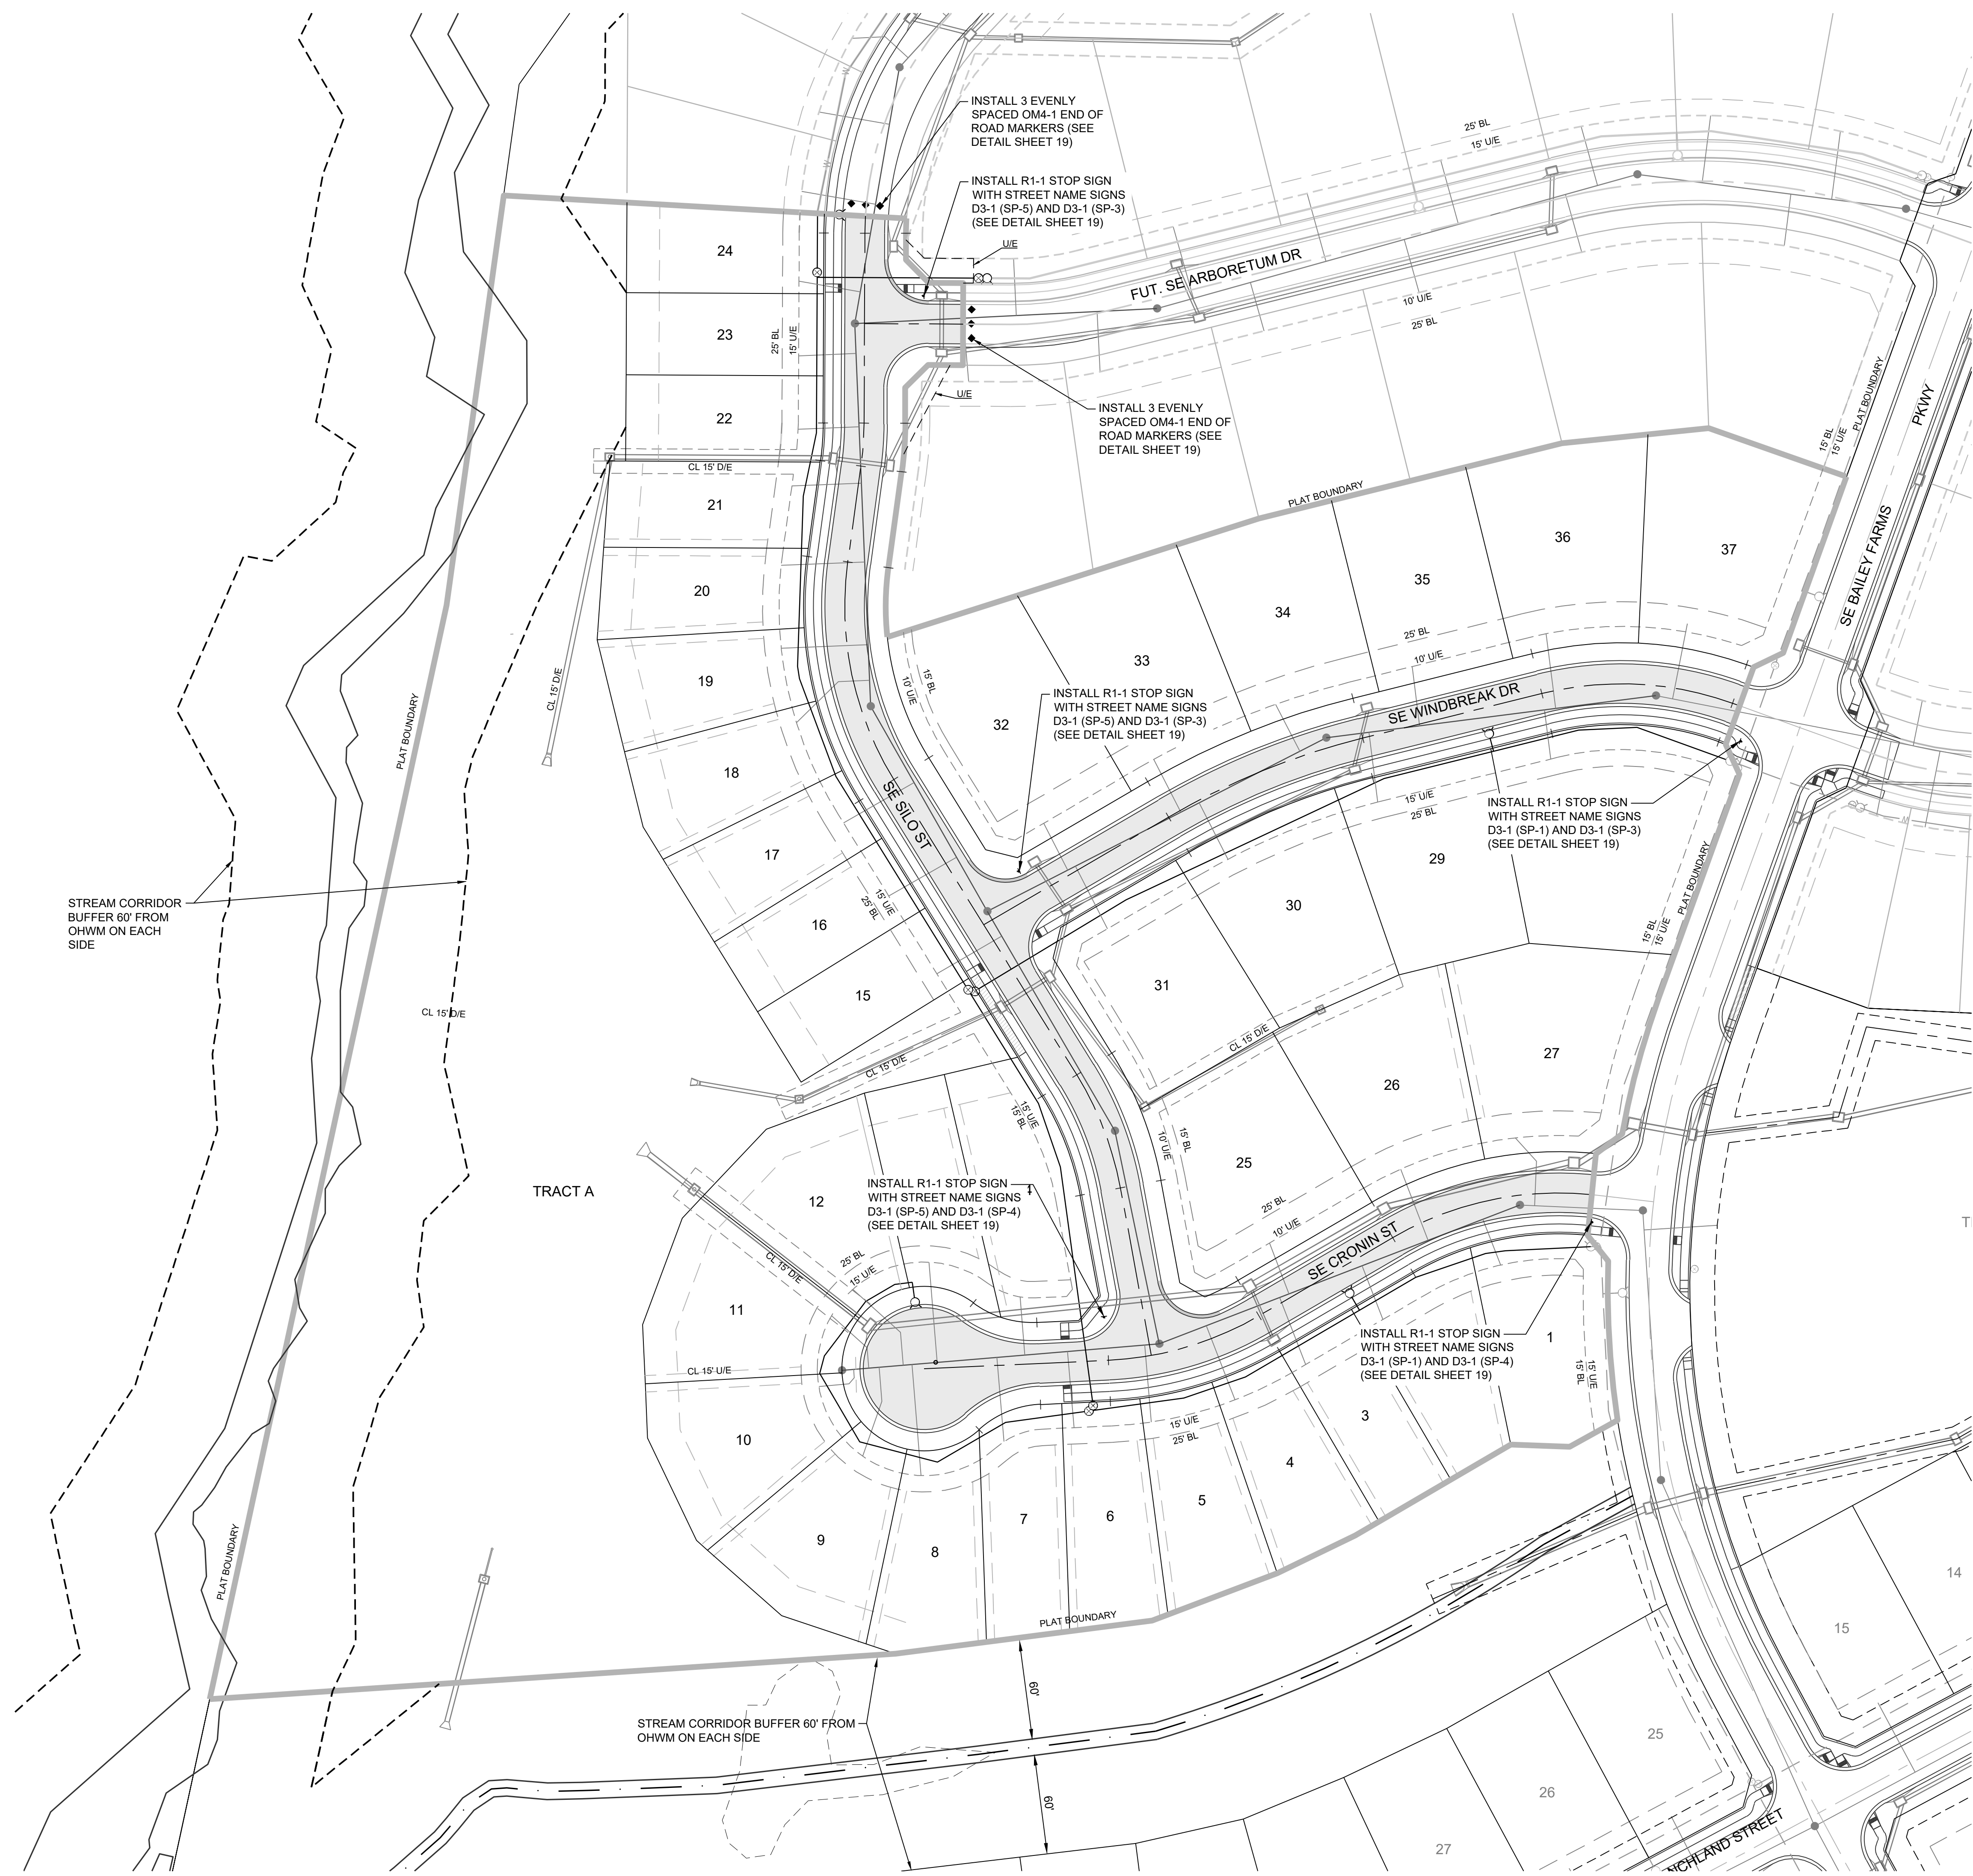 INSTALL 3 EVENLY
SPACED OM4-1 END OF
ROAD MARKERS (SEE
DETAIL SHEET 19)
25' BL
15' U/E
INSTALL R1-1 STOP SIGN
WITH STREET NAME SIGNS
D3-1 (SP-5) AND D3-1 (SP-3)
(SEE DETAIL SHEET 19)
U/E
24
FUT. SE ARBORETUM DR
10' U/E
25' BL
23
25' BL
15' U/E
U/E
22
INSTALL 3 EVENLY
SPACED OM4-1 END OF
ROAD MARKERS (SEE
DETAIL SHEET 19)
PLAT BOUNDARY
PKWY
15' BL
15' U/E
CL 15' D/E
PLAT BOUNDARY
21
36
37
SE BAILEY FARMS
20
35
34
25' BL
10' U/E
33
19
CL 15' D/E
15' BL
10' U/E
INSTALL R1-1 STOP SIGN
WITH STREET NAME SIGNS
D3-1 (SP-5) AND D3-1 (SP-3)
(SEE DETAIL SHEET 19)
32
SE WINDBREAK DR
PLAT BOUNDARY
18
SE SILO ST
15' U/E
25' BL
INSTALL R1-1 STOP SIGN
WITH STREET NAME SIGNS
D3-1 (SP-1) AND D3-1 (SP-3)
(SEE DETAIL SHEET 19)
17
29
PLAT BOUNDARY
STREAM CORRIDOR
BUFFER 60' FROM
OHWM ON EACH
SIDE
15' U/E
25' BL
30
16
15' BL
15' U/E
31
15
CL 15' D/E
CL 15' D/E
27
CL 15' D/E
26
15' U/E
15' BL
15' BL
10' U/E
25
TRACT A
12
INSTALL R1-1 STOP SIGN
WITH STREET NAME SIGNS
D3-1 (SP-5) AND D3-1 (SP-4)
(SEE DETAIL SHEET 19)
25' BL
10' U/E
SE CRONIN ST
25' BL
15' U/E
CL 15' D/E
11
INSTALL R1-1 STOP SIGN
WITH STREET NAME SIGNS
D3-1 (SP-1) AND D3-1 (SP-4)
(SEE DETAIL SHEET 19)
1
15' U/E
15' BL
CL 15' U/E
3
15' U/E
25' BL
10
4
5
6
7
9
8
PLAT BOUNDARY
14
15
PLAT BOUNDARY
60'
STREAM CORRIDOR BUFFER 60' FROM
OHWM ON EACH SIDE
25
26
60'
27
NCHLAND STREET